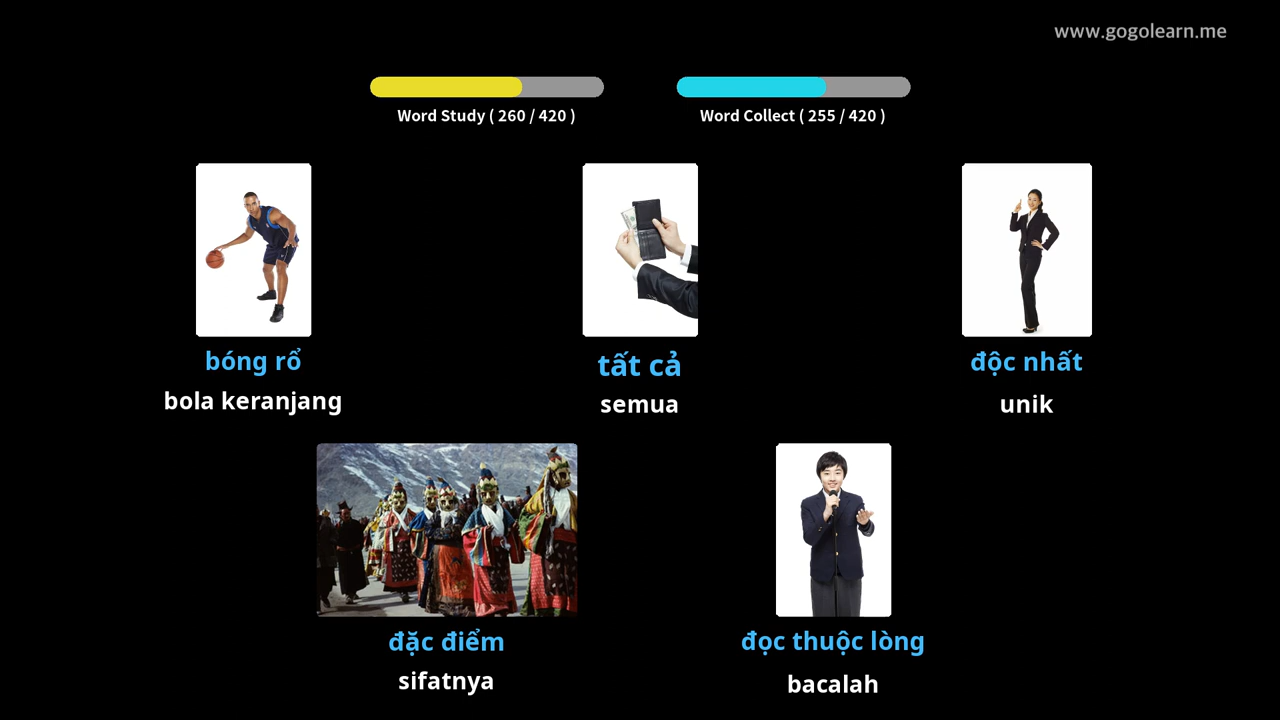 www.gogolearn.me
Word Study ( 260 / 420 )
Word Collect ( 255 / 420 )
bóng rổ
bola keranjang
tất cả
semua
độc nhất
unik
đặc điểm
sifatnya
đọc thuộc lòng
bacalah